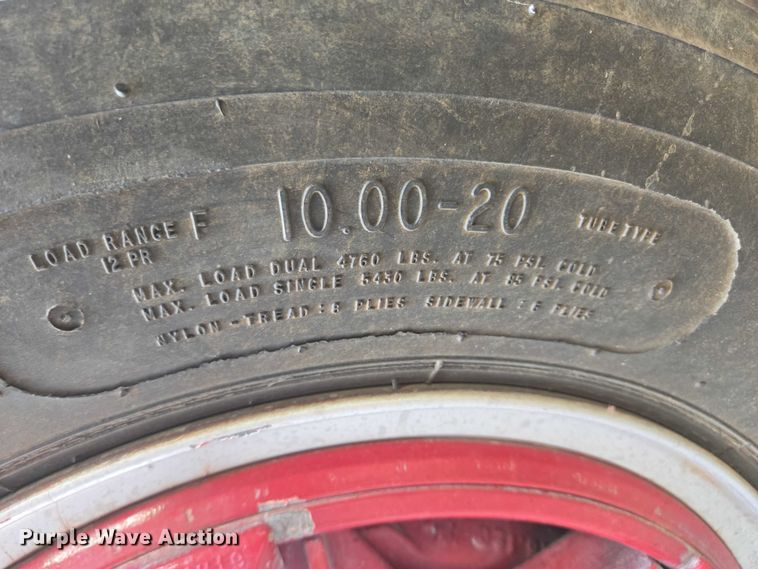 LOAD RANGE F 10.00-20 TUBE TYPE
12 PR
MAX. LOAD DUAL 4760 LBS. AT 75 PSI. COLD
MAX. LOAD SINGLE 5430 LBS. AT 85 PSI. COLD
NYLON - TREAD : 8 PLIES SIDEWALL : 6 PLIES
Purple Wave Auction